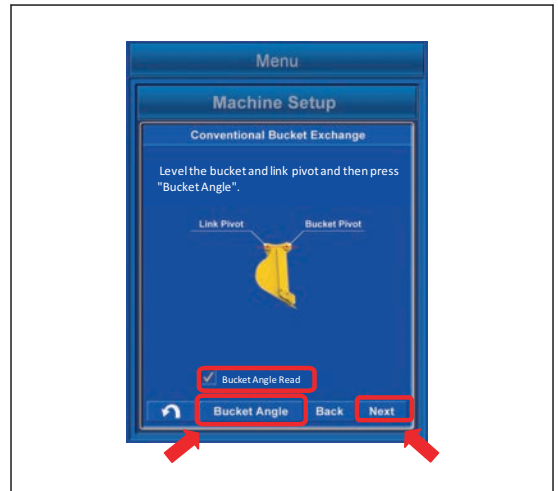 Menu
Machine Setup
Conventional Bucket Exchange
Level the bucket and link pivot and then press
"Bucket Angle".
Link Pivot Bucket Pivot
Bucket Angle Read
Bucket Angle Back Next